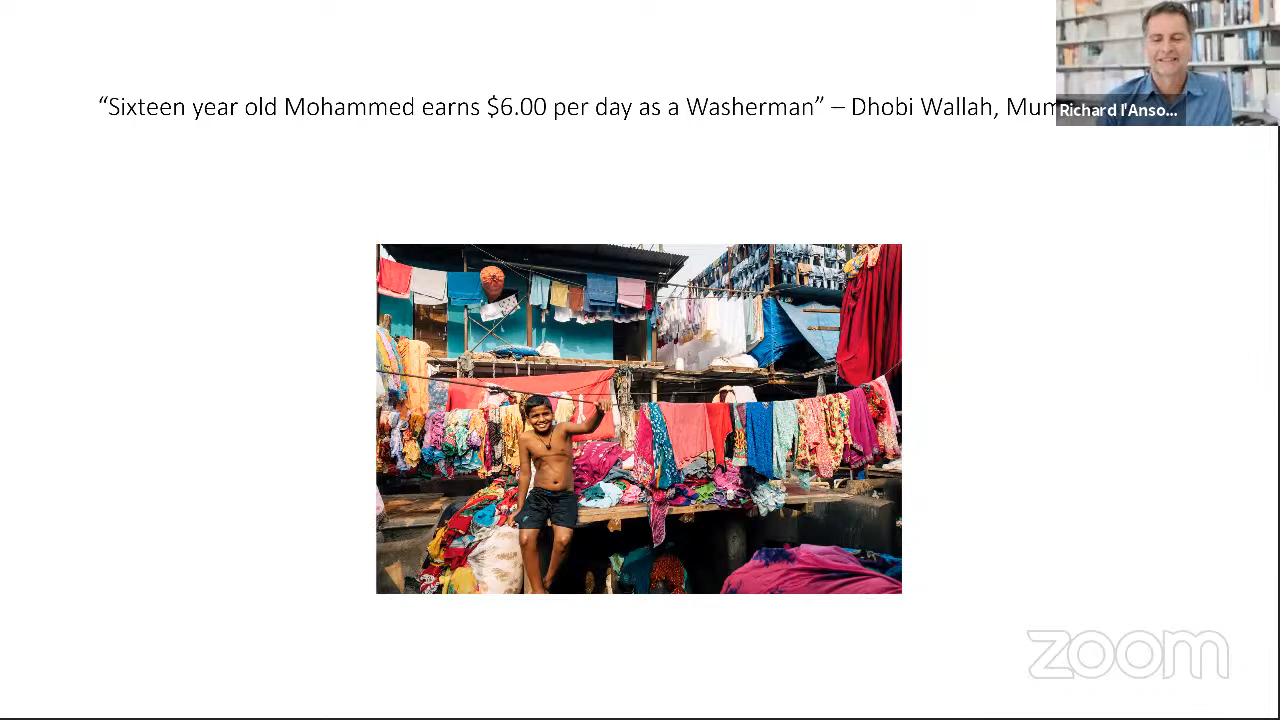 “Sixteen year old Mohammed earns $6.00 per day as a Washerman” – Dhobi Wallah, Mum
Richard I'Anso...
zoom